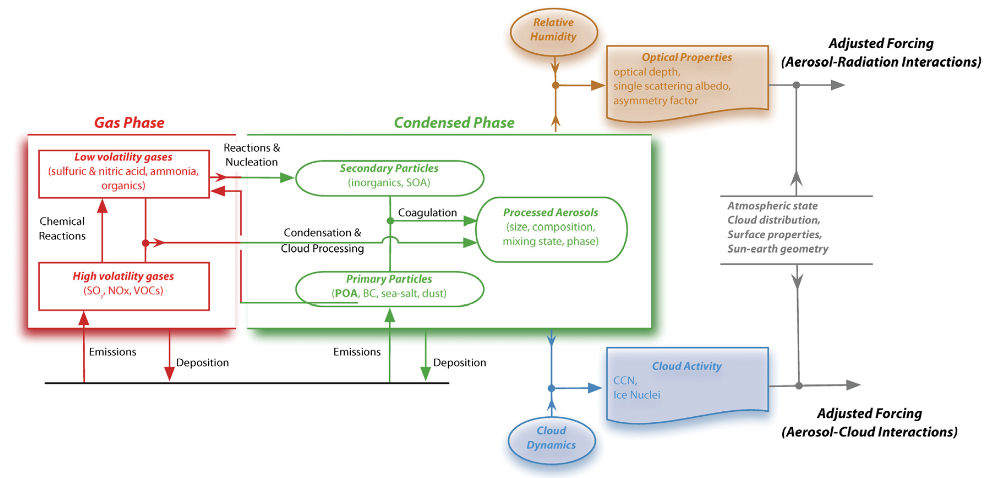 Relative
Humidity
Optical Properties
optical depth,
single scattering albedo,
asymmetry factor
Adjusted Forcing
(Aerosol-Radiation Interactions)
Gas Phase
Condensed Phase
Low volatility gases
(sulfuric & nitric acid, ammonia,
organics)
Reactions &
Nucleation
Secondary Particles
(inorganics, SOA)
Chemical
Reactions
Coagulation
Processed Aerosols
(size, composition,
mixing state, phase)
Condensation &
Cloud Processing
Atmospheric state
Cloud distribution,
Surface properties,
Sun-earth geometry
High volatility gases
(SO₂, NOx, VOCs)
Primary Particles
(POA, BC, sea-salt, dust)
Emissions
Deposition
Emissions
Deposition
Cloud Activity
CCN,
Ice Nuclei
Cloud
Dynamics
Adjusted Forcing
(Aerosol-Cloud Interactions)